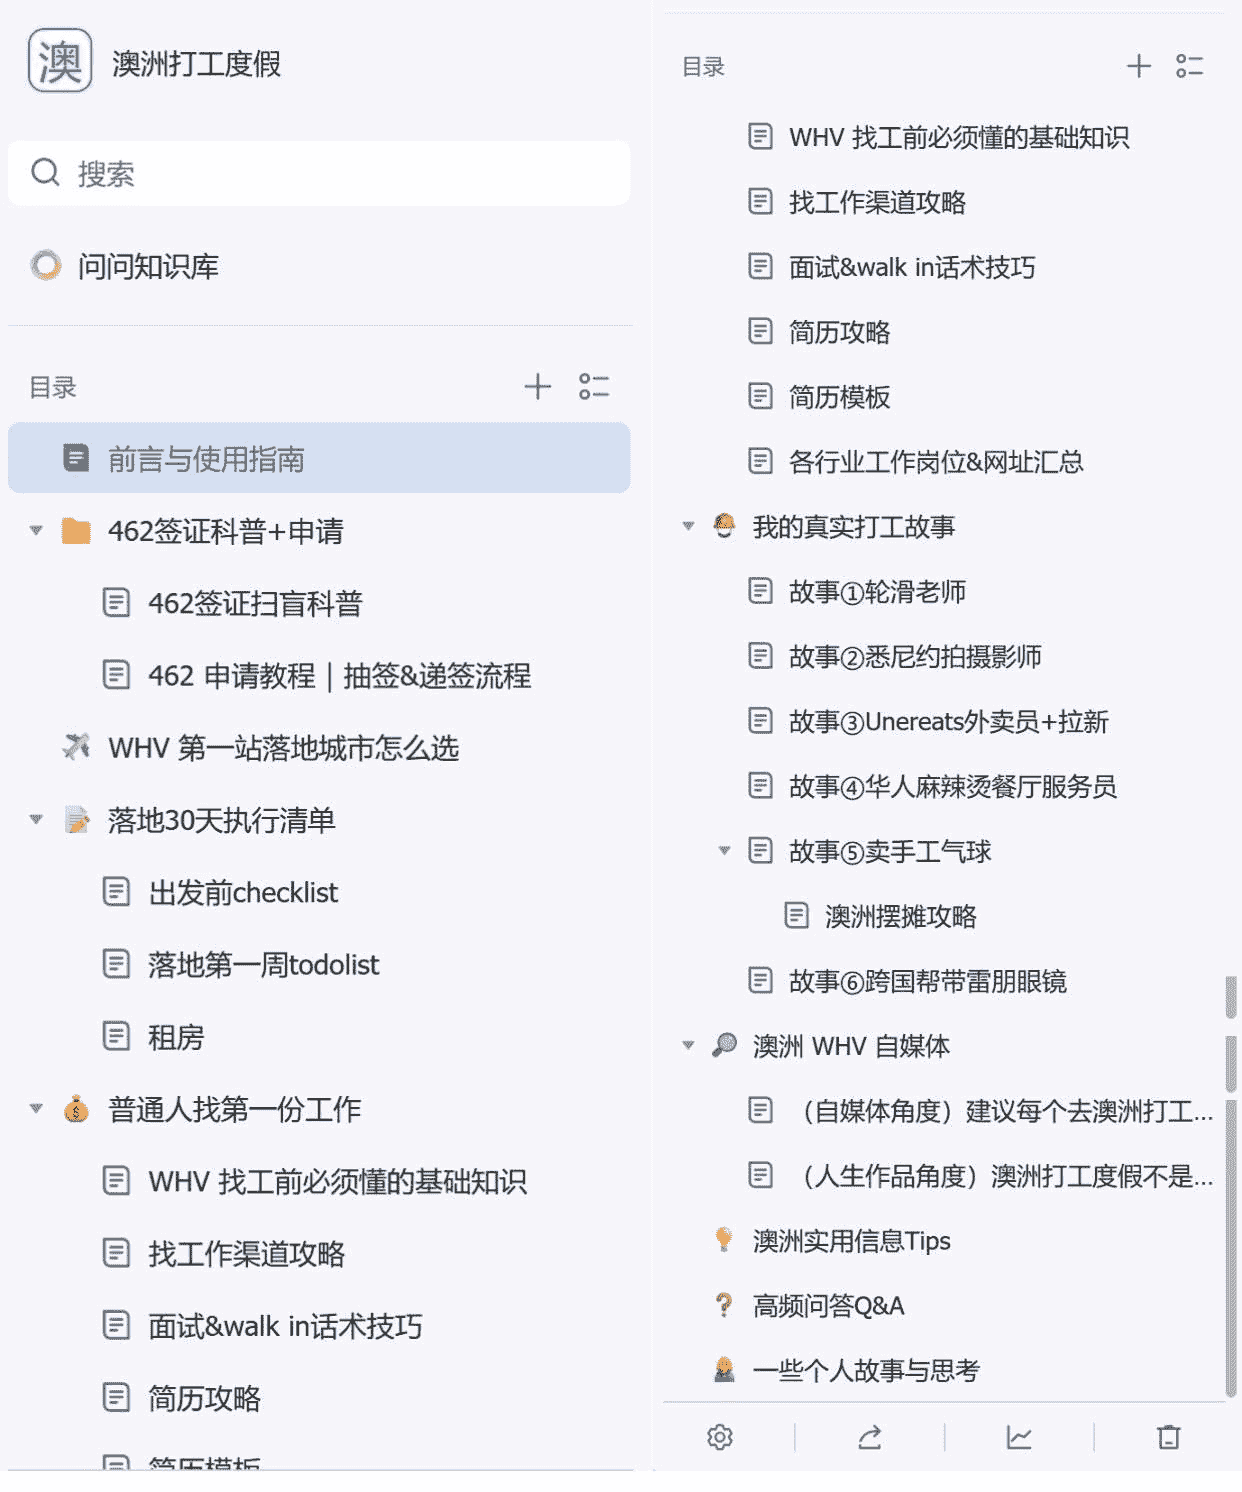 澳
澳洲打工度假
搜索
问问知识库
目录
前言与使用指南
462签证科普+申请
462签证扫盲科普
462 申请教程｜抽签&递签流程
WHV 第一站落地城市怎么选
落地30天执行清单
出发前checklist
落地第一周todolist
租房
普通人找第一份工作
WHV 找工前必须懂的基础知识
找工作渠道攻略
面试&walk in话术技巧
简历攻略
简历模板
目录
WHV 找工前必须懂的基础知识
找工作渠道攻略
面试&walk in话术技巧
简历攻略
简历模板
各行业工作岗位&网址汇总
我的真实打工故事
故事①轮滑老师
故事②悉尼约拍摄影师
故事③Unereats外卖员+拉新
故事④华人麻辣烫餐厅服务员
故事⑤卖手工气球
澳洲摆摊攻略
故事⑥跨国帮带雷朋眼镜
澳洲 WHV 自媒体
（自媒体角度）建议每个去澳洲打工...
（人生作品角度）澳洲打工度假不是...
澳洲实用信息Tips
高频问答Q&A
一些个人故事与思考